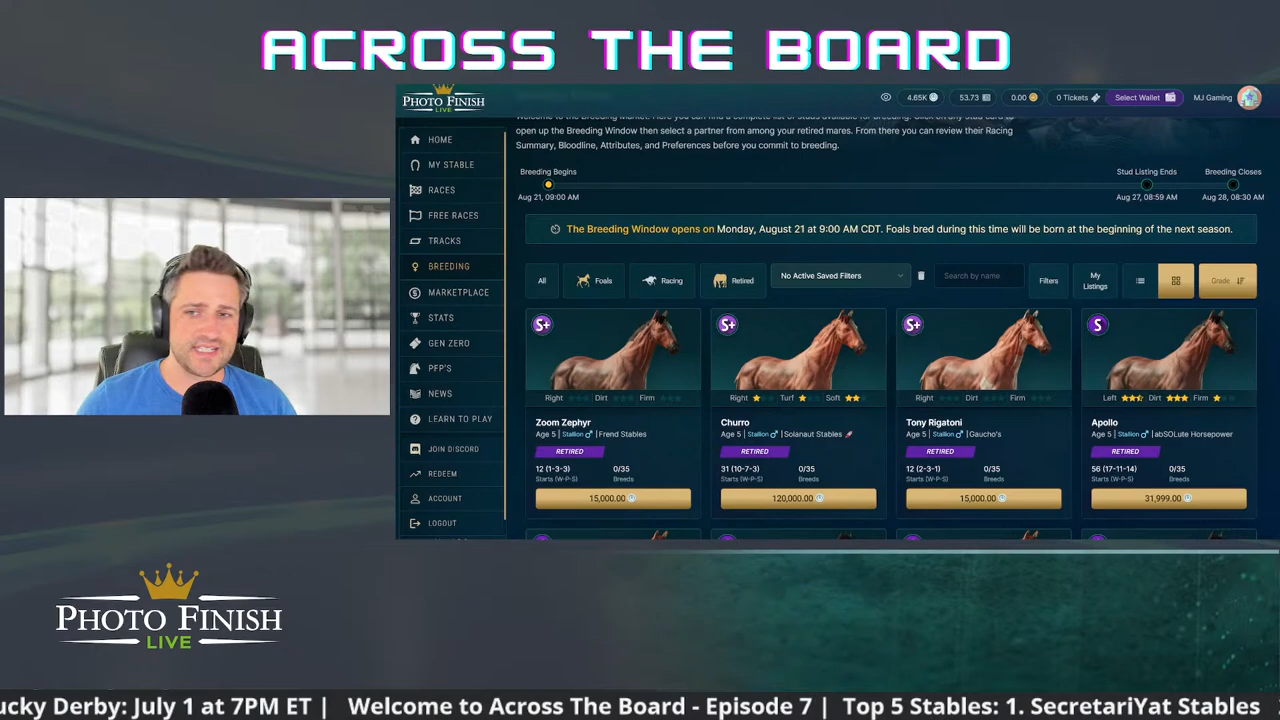 ACROSS THE BOARD
PHOTO FINISH
LIVE
4.65K
53.73
0.00
0 Tickets
Select Wallet
MJ Gaming
open up the Breeding Window then select a partner from among your retired mares. From there you can review their Racing
Summary, Bloodline, Attributes, and Preferences before you commit to breeding.
HOME
MY STABLE
RACES
FREE RACES
TRACKS
BREEDING
MARKETPLACE
STATS
GEN ZERO
PFP'S
NEWS
LEARN TO PLAY
JOIN DISCORD
REDEEM
ACCOUNT
LOGOUT
Breeding Begins
Stud Listing Ends
Breeding Closes
Aug 21, 09:00 AM
Aug 27, 08:59 AM
Aug 28, 08:30 AM
The Breeding Window opens on Monday, August 21 at 9:00 AM CDT. Foals bred during this time will be born at the beginning of the next season.
All
Foals
Racing
Retired
No Active Saved Filters
Search by name
Filters
My Listings
Grade
S+
Right Dirt Firm
Zoom Zephyr
Age 5 | Stallion | Frend Stables
RETIRED
12 (1-3-3) 0/35
Starts (W-P-S) Breeds
15,000.00
S+
Right Turf Soft
Churro
Age 5 | Stallion | Solanaut Stables
RETIRED
31 (10-7-3) 0/35
Starts (W-P-S) Breeds
120,000.00
S+
Right Dirt Firm
Tony Rigatoni
Age 5 | Stallion | Gaucho's
RETIRED
12 (2-3-1) 0/35
Starts (W-P-S) Breeds
15,000.00
S
Left Dirt Firm
Apollo
Age 5 | Stallion | abSOLute Horsepower
RETIRED
56 (17-11-14) 0/35
Starts (W-P-S) Breeds
31,999.00
PHOTO FINISH
LIVE
ucky Derby: July 1 at 7PM ET | Welcome to Across The Board - Episode 7 | Top 5 Stables: 1. SecretariYat Stables